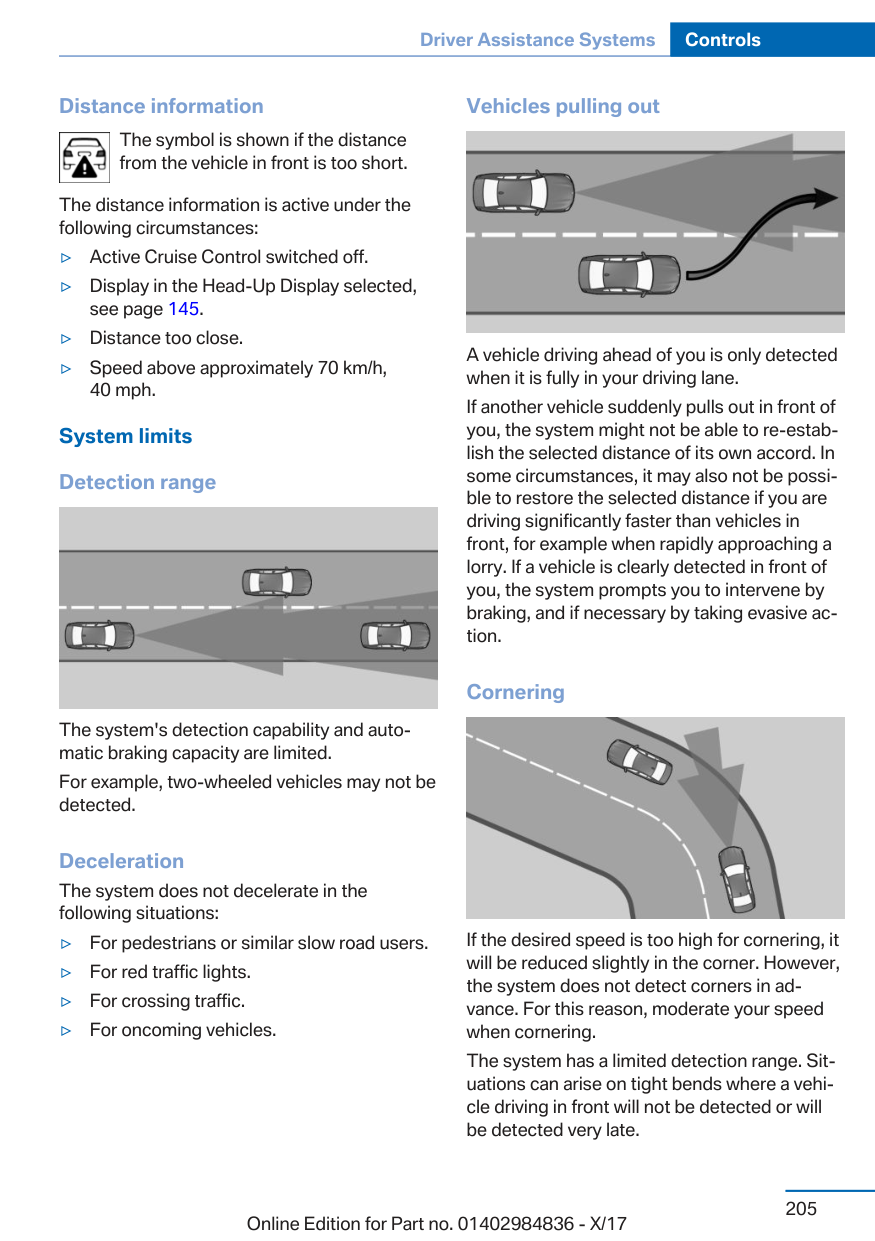 Driver Assistance Systems Controls
Distance information
The symbol is shown if the distance
from the vehicle in front is too short.
The distance information is active under the
following circumstances:
▷ Active Cruise Control switched off.
▷ Display in the Head-Up Display selected,
see page 145.
▷ Distance too close.
▷ Speed above approximately 70 km/h,
40 mph.
System limits
Detection range
The system's detection capability and auto-
matic braking capacity are limited.
For example, two-wheeled vehicles may not be
detected.
Deceleration
The system does not decelerate in the
following situations:
▷ For pedestrians or similar slow road users.
▷ For red traffic lights.
▷ For crossing traffic.
▷ For oncoming vehicles.
Vehicles pulling out
A vehicle driving ahead of you is only detected
when it is fully in your driving lane.
If another vehicle suddenly pulls out in front of
you, the system might not be able to re-estab-
lish the selected distance of its own accord. In
some circumstances, it may also not be possi-
ble to restore the selected distance if you are
driving significantly faster than vehicles in
front, for example when rapidly approaching a
lorry. If a vehicle is clearly detected in front of
you, the system prompts you to intervene by
braking, and if necessary by taking evasive ac-
tion.
Cornering
If the desired speed is too high for cornering, it
will be reduced slightly in the corner. However,
the system does not detect corners in ad-
vance. For this reason, moderate your speed
when cornering.
The system has a limited detection range. Sit-
uations can arise on tight bends where a vehi-
cle driving in front will not be detected or will
be detected very late.
205
Online Edition for Part no. 01402984836 - X/17